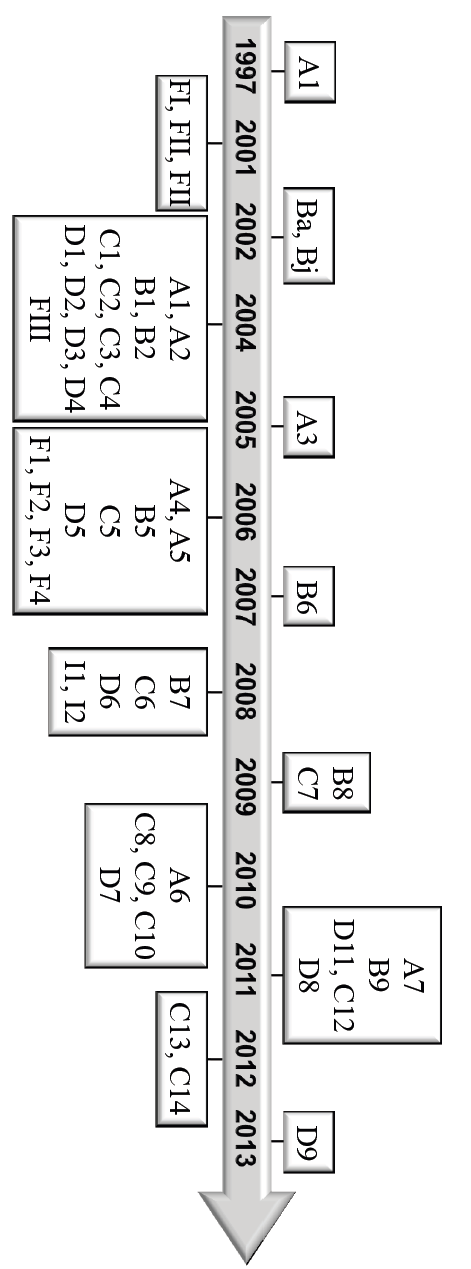 A1
Ba, Bj
A3
B6
B8
C7
A7
B9
D11, C12
D8
D9
1997 2001 2002 2004 2005 2006 2007 2008 2009 2010 2011 2012 2013
FI, FII, FII
A1, A2
B1, B2
C1, C2, C3, C4
D1, D2, D3, D4
FIII
A4, A5
B5
C5
D5
F1, F2, F3, F4
B7
C6
D6
I1, I2
A6
C8, C9, C10
D7
C13, C14